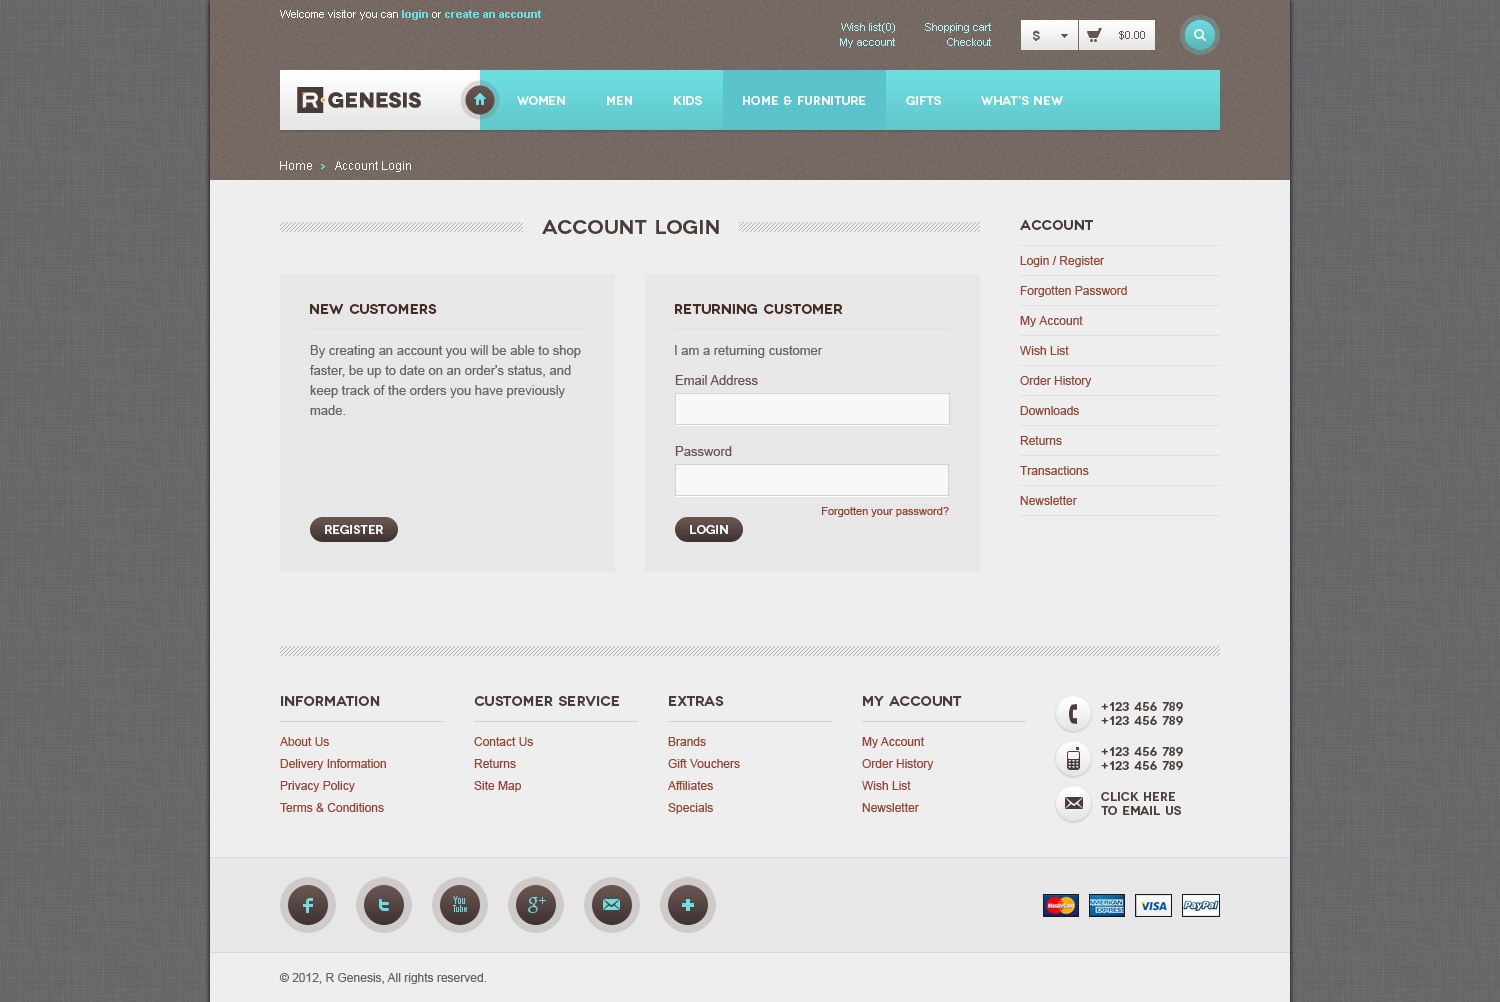 Welcome visitor you can login or create an account
Wish list(0)
My account
Shopping cart
Checkout
$
$0.00
R GENESIS
WOMEN
MEN
KIDS
HOME & FURNITURE
GIFTS
WHAT'S NEW
Home
Account Login
ACCOUNT LOGIN
NEW CUSTOMERS
By creating an account you will be able to shop
faster, be up to date on an order's status, and
keep track of the orders you have previously
made.
REGISTER
RETURNING CUSTOMER
I am a returning customer
Email Address
Password
Forgotten your password?
LOGIN
ACCOUNT
Login / Register
Forgotten Password
My Account
Wish List
Order History
Downloads
Returns
Transactions
Newsletter
INFORMATION
About Us
Delivery Information
Privacy Policy
Terms & Conditions
CUSTOMER SERVICE
Contact Us
Returns
Site Map
EXTRAS
Brands
Gift Vouchers
Affiliates
Specials
MY ACCOUNT
My Account
Order History
Wish List
Newsletter
+123 456 789
+123 456 789
+123 456 789
+123 456 789
CLICK HERE
TO EMAIL US
f
t
You
Tube
g+
MasterCard
AMERICAN
EXPRESS
VISA
PayPal
© 2012, R Genesis, All rights reserved.